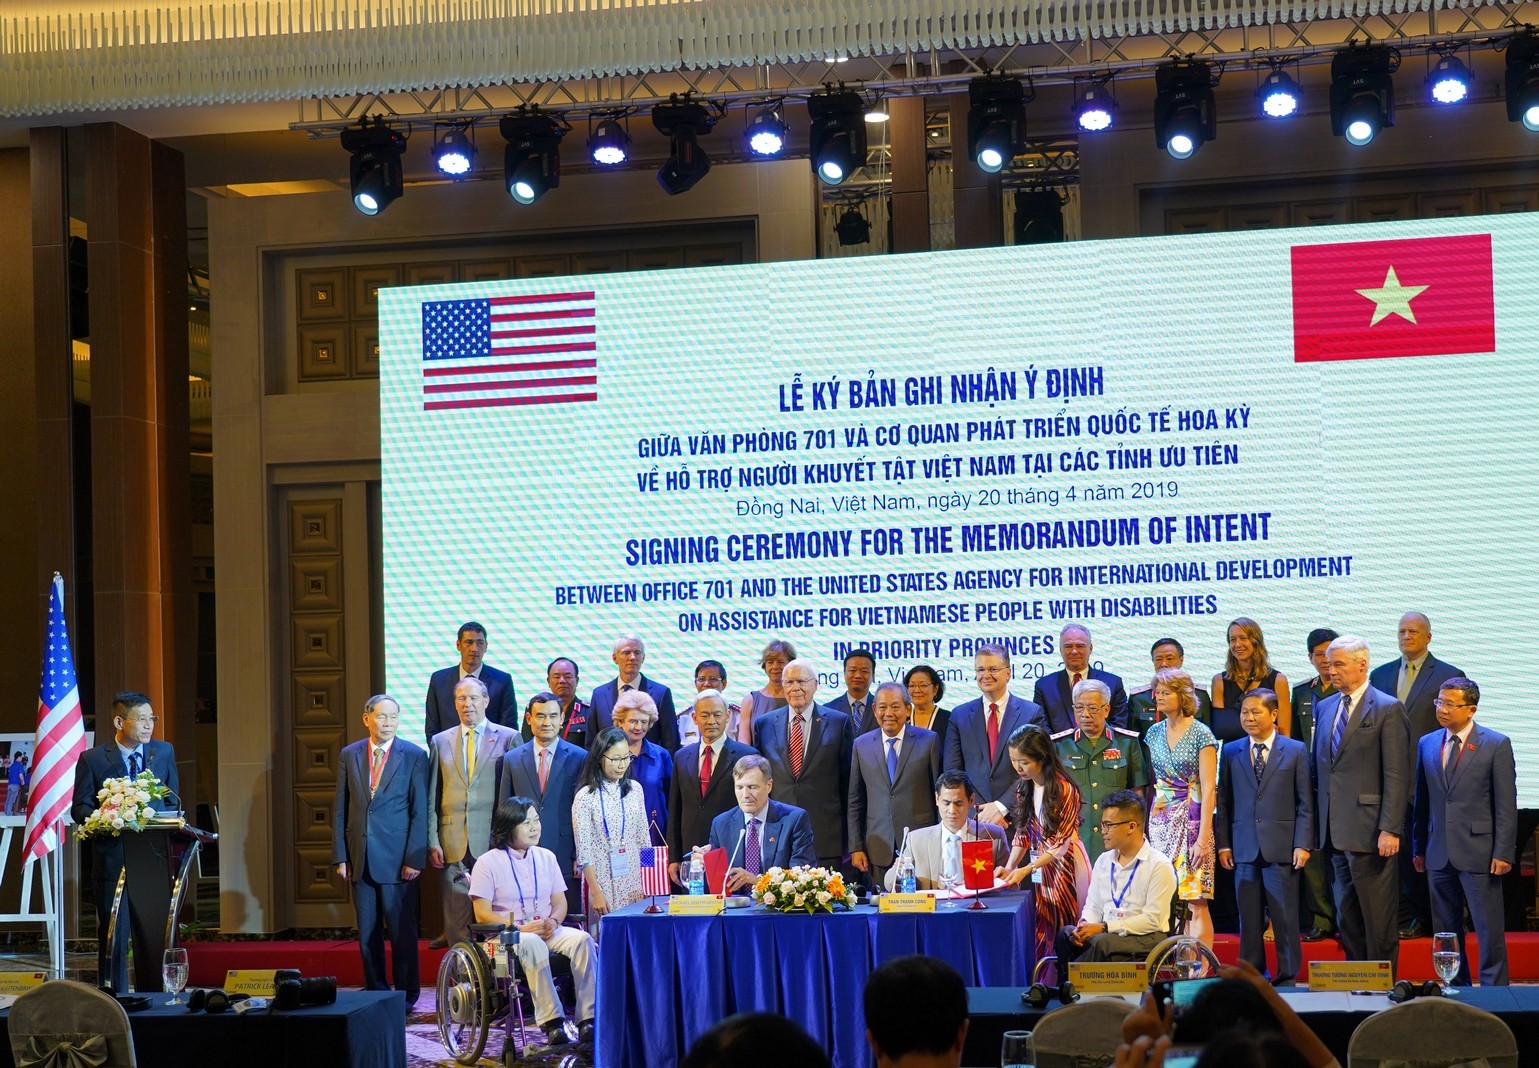 LỄ KÝ BẢN GHI NHẬN Ý ĐỊNH
GIỮA VĂN PHÒNG 701 VÀ CƠ QUAN PHÁT TRIỂN QUỐC TẾ HOA KỲ
VỀ HỖ TRỢ NGƯỜI KHUYẾT TẬT VIỆT NAM TẠI CÁC TỈNH ƯU TIÊN
Đồng Nai, Việt Nam, ngày 20 tháng 4 năm 2019
SIGNING CEREMONY FOR THE MEMORANDUM OF INTENT
BETWEEN OFFICE 701 AND THE UNITED STATES AGENCY FOR INTERNATIONAL DEVELOPMENT
ON ASSISTANCE FOR VIETNAMESE PEOPLE WITH DISABILITIES
IN PRIORITY PROVINCES
20,
TRAN THANH CONG
PATRICK
TRƯƠNG HÒA BÌNH